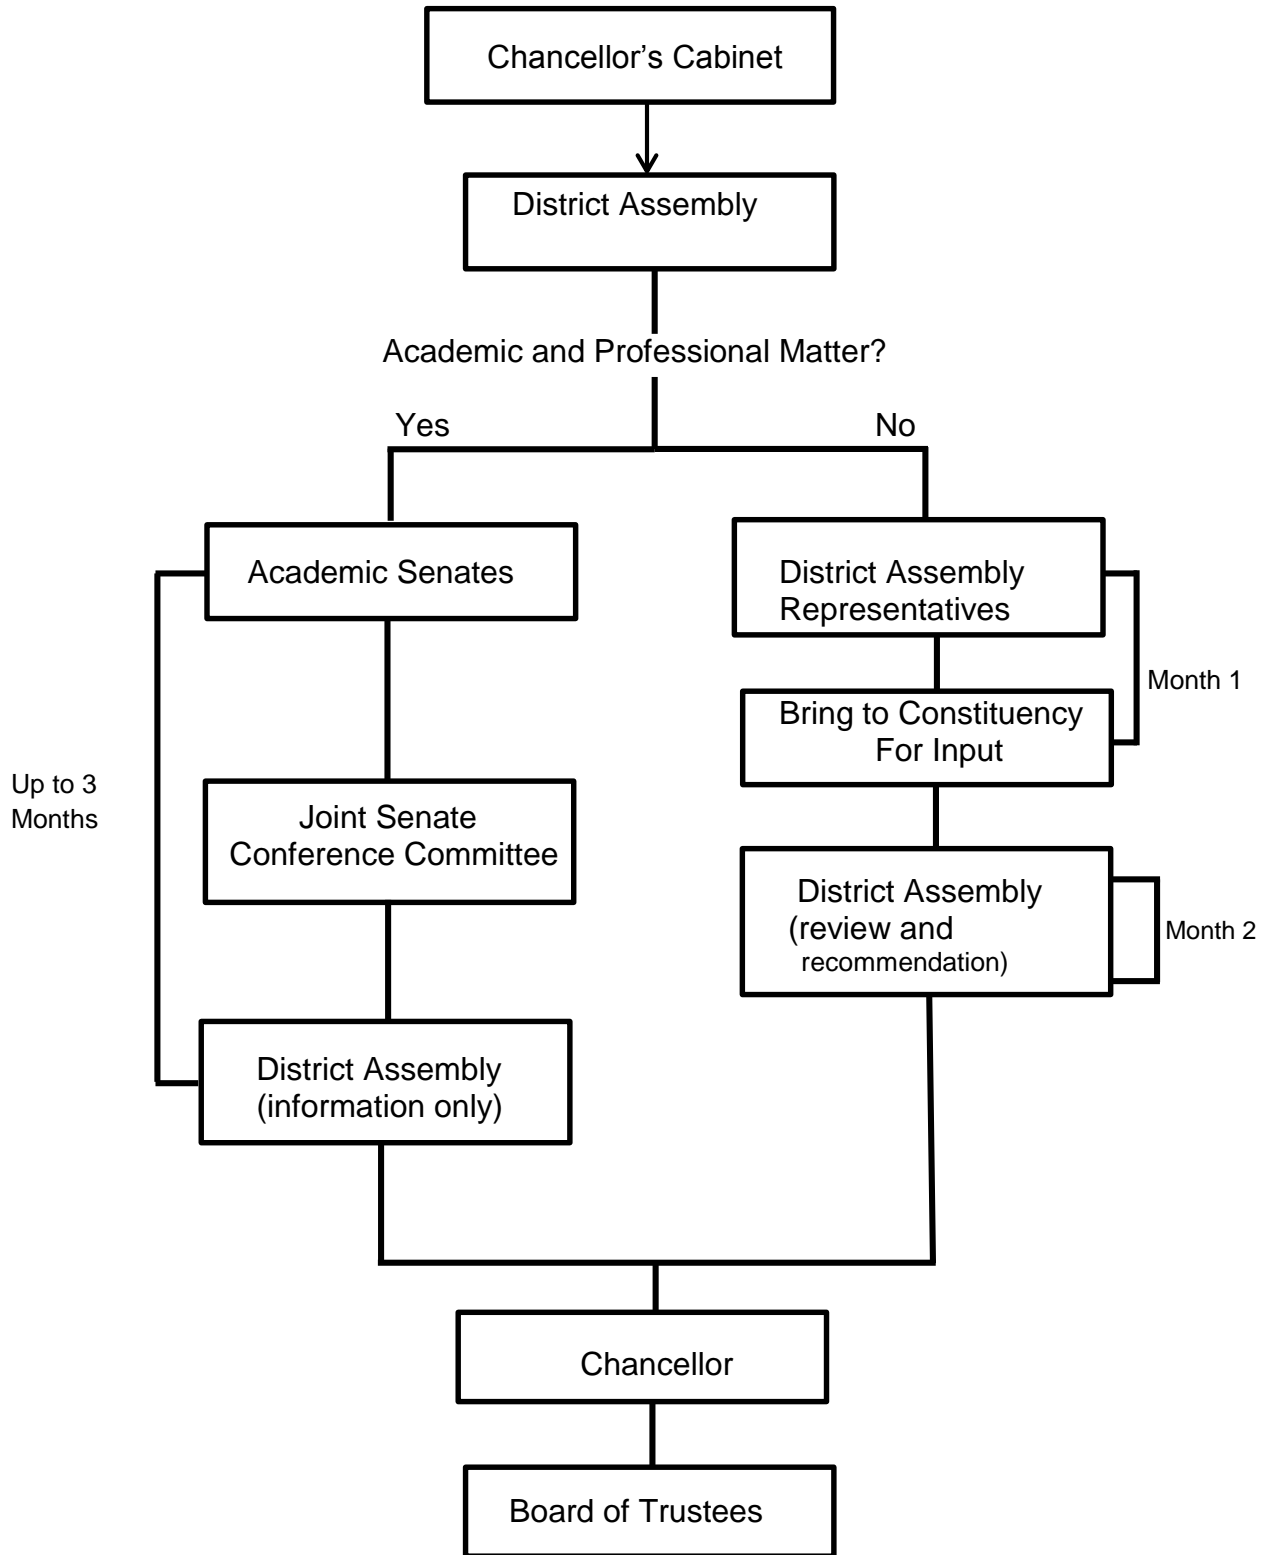 Chancellor’s Cabinet
District Assembly
Academic and Professional Matter?
Yes
No
Academic Senates
District Assembly
Representatives
Month 1
Bring to Constituency
For Input
Up to 3
Months
Joint Senate
Conference Committee
District Assembly
(review and
recommendation)
Month 2
District Assembly
(information only)
Chancellor
Board of Trustees